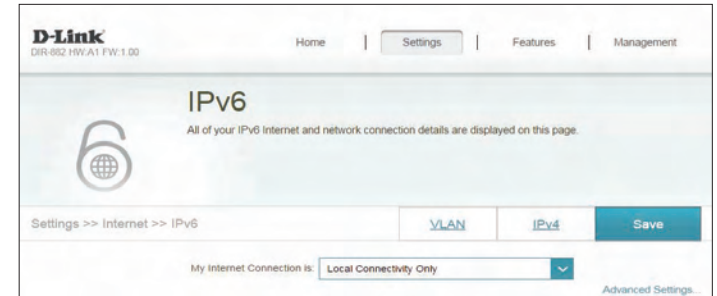 D-Link
DIR-882 HW:A1 FW:1.00
Home | Settings | Features | Management
IPv6
All of your IPv6 Internet and network connection details are displayed on this page.
Settings >> Internet >> IPv6
VLAN
IPv4
Save
My Internet Connection is: Local Connectivity Only
Advanced Settings...